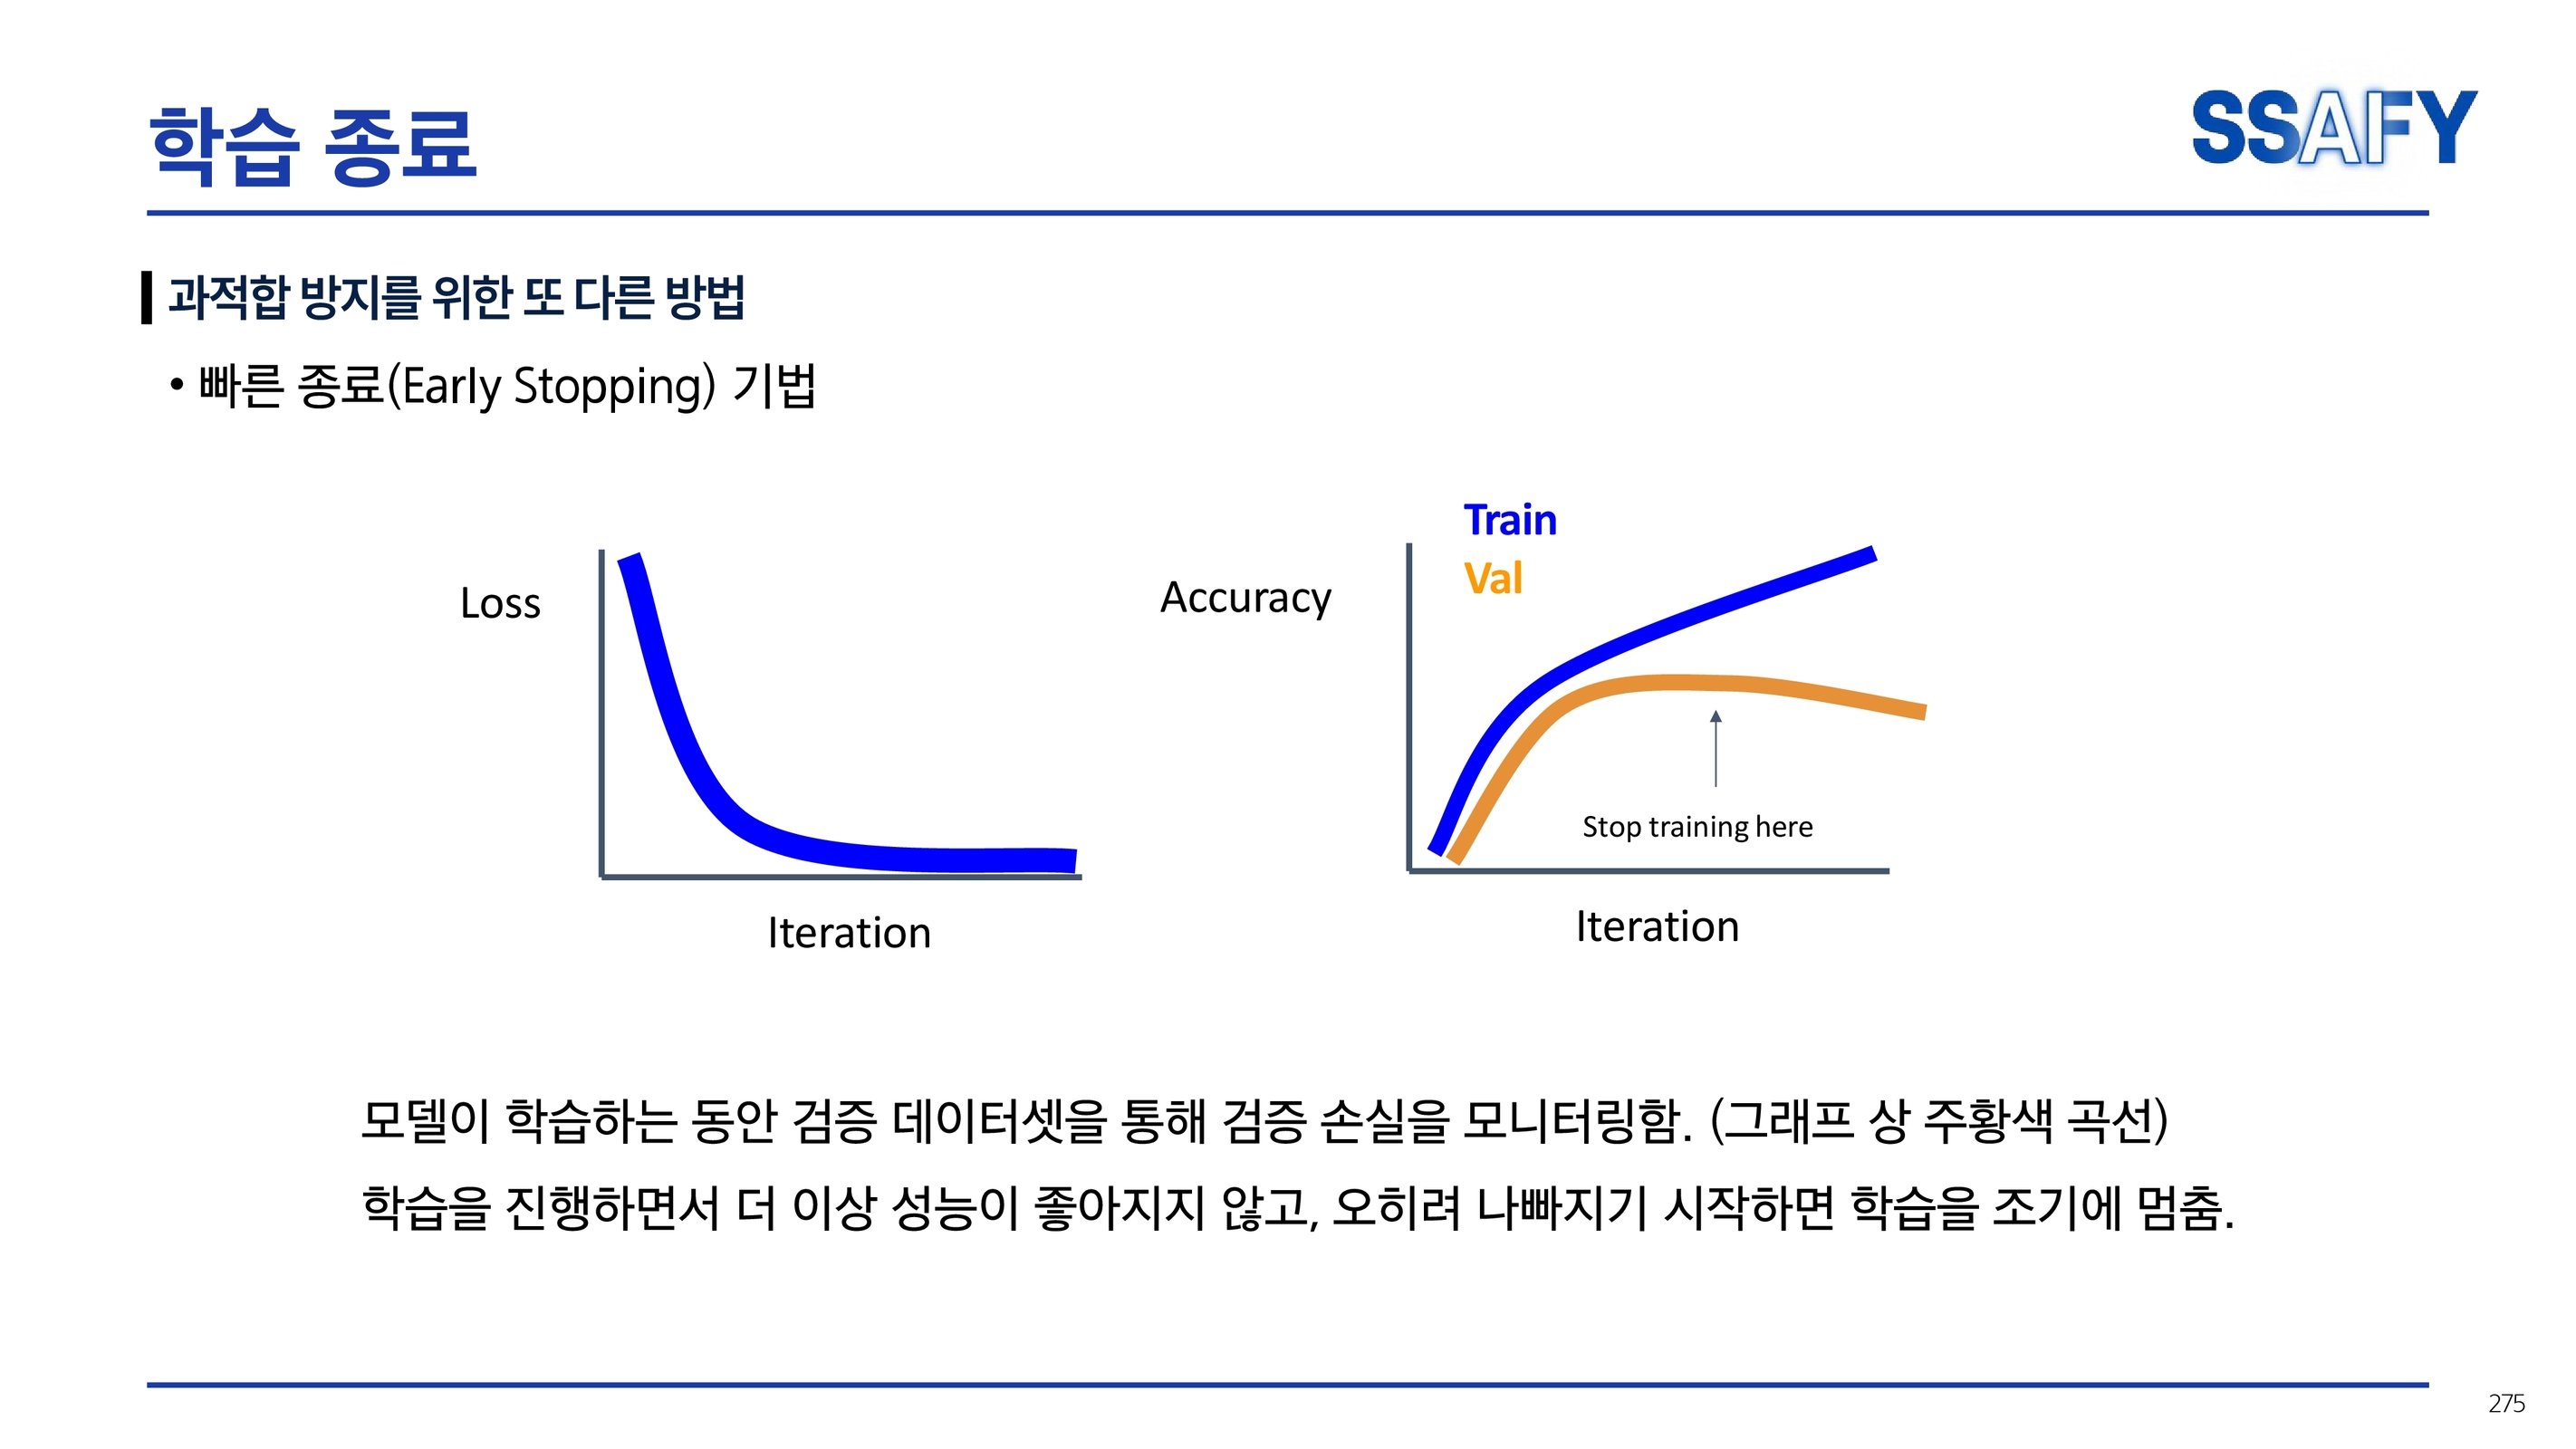 학습 종료
SSAFY
과적합 방지를 위한 또 다른 방법
• 빠른 종료(Early Stopping) 기법
Loss
Iteration
Accuracy
Train
Val
Stop training here
Iteration
모델이 학습하는 동안 검증 데이터셋을 통해 검증 손실을 모니터링함. (그래프 상 주황색 곡선)
학습을 진행하면서 더 이상 성능이 좋아지지 않고, 오히려 나빠지기 시작하면 학습을 조기에 멈춤.
275